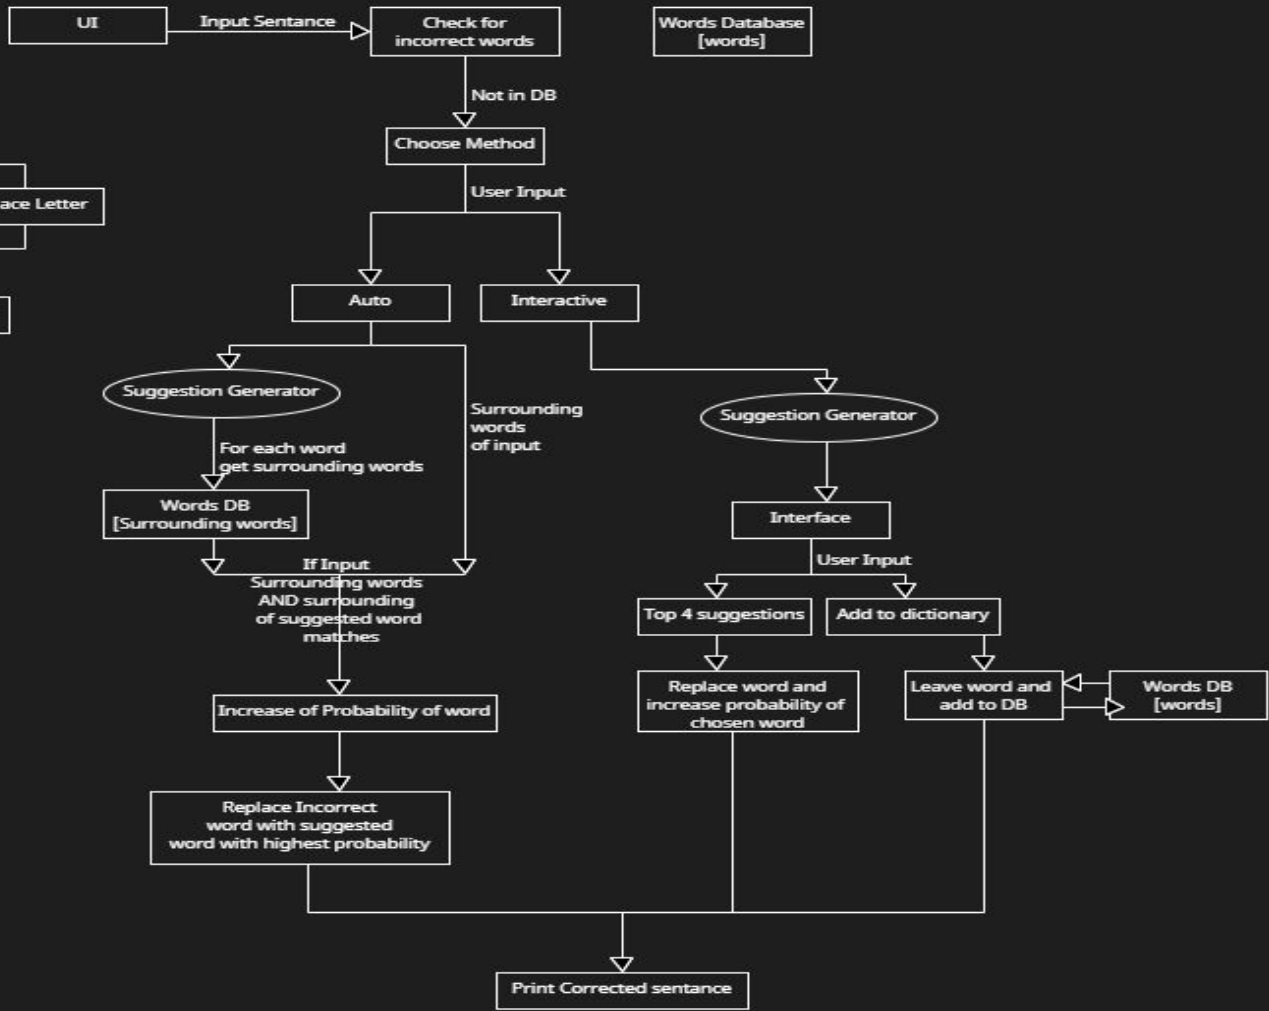 UI
Input Sentance
Check for
incorrect words
Words Database
[words]
Not in DB
Choose Method
User Input
ace Letter
Auto
Interactive
Suggestion Generator
Surrounding
words
of input
Suggestion Generator
For each word
get surrounding words
Words DB
[Surrounding words]
Interface
If Input
Surrounding words
AND surrounding
of suggested word
matches
User Input
Top 4 suggestions
Add to dictionary
Increase of Probability of word
Replace word and
increase probability of
chosen word
Leave word and
add to DB
Words DB
[words]
Replace Incorrect
word with suggested
word with highest probability
Print Corrected sentance